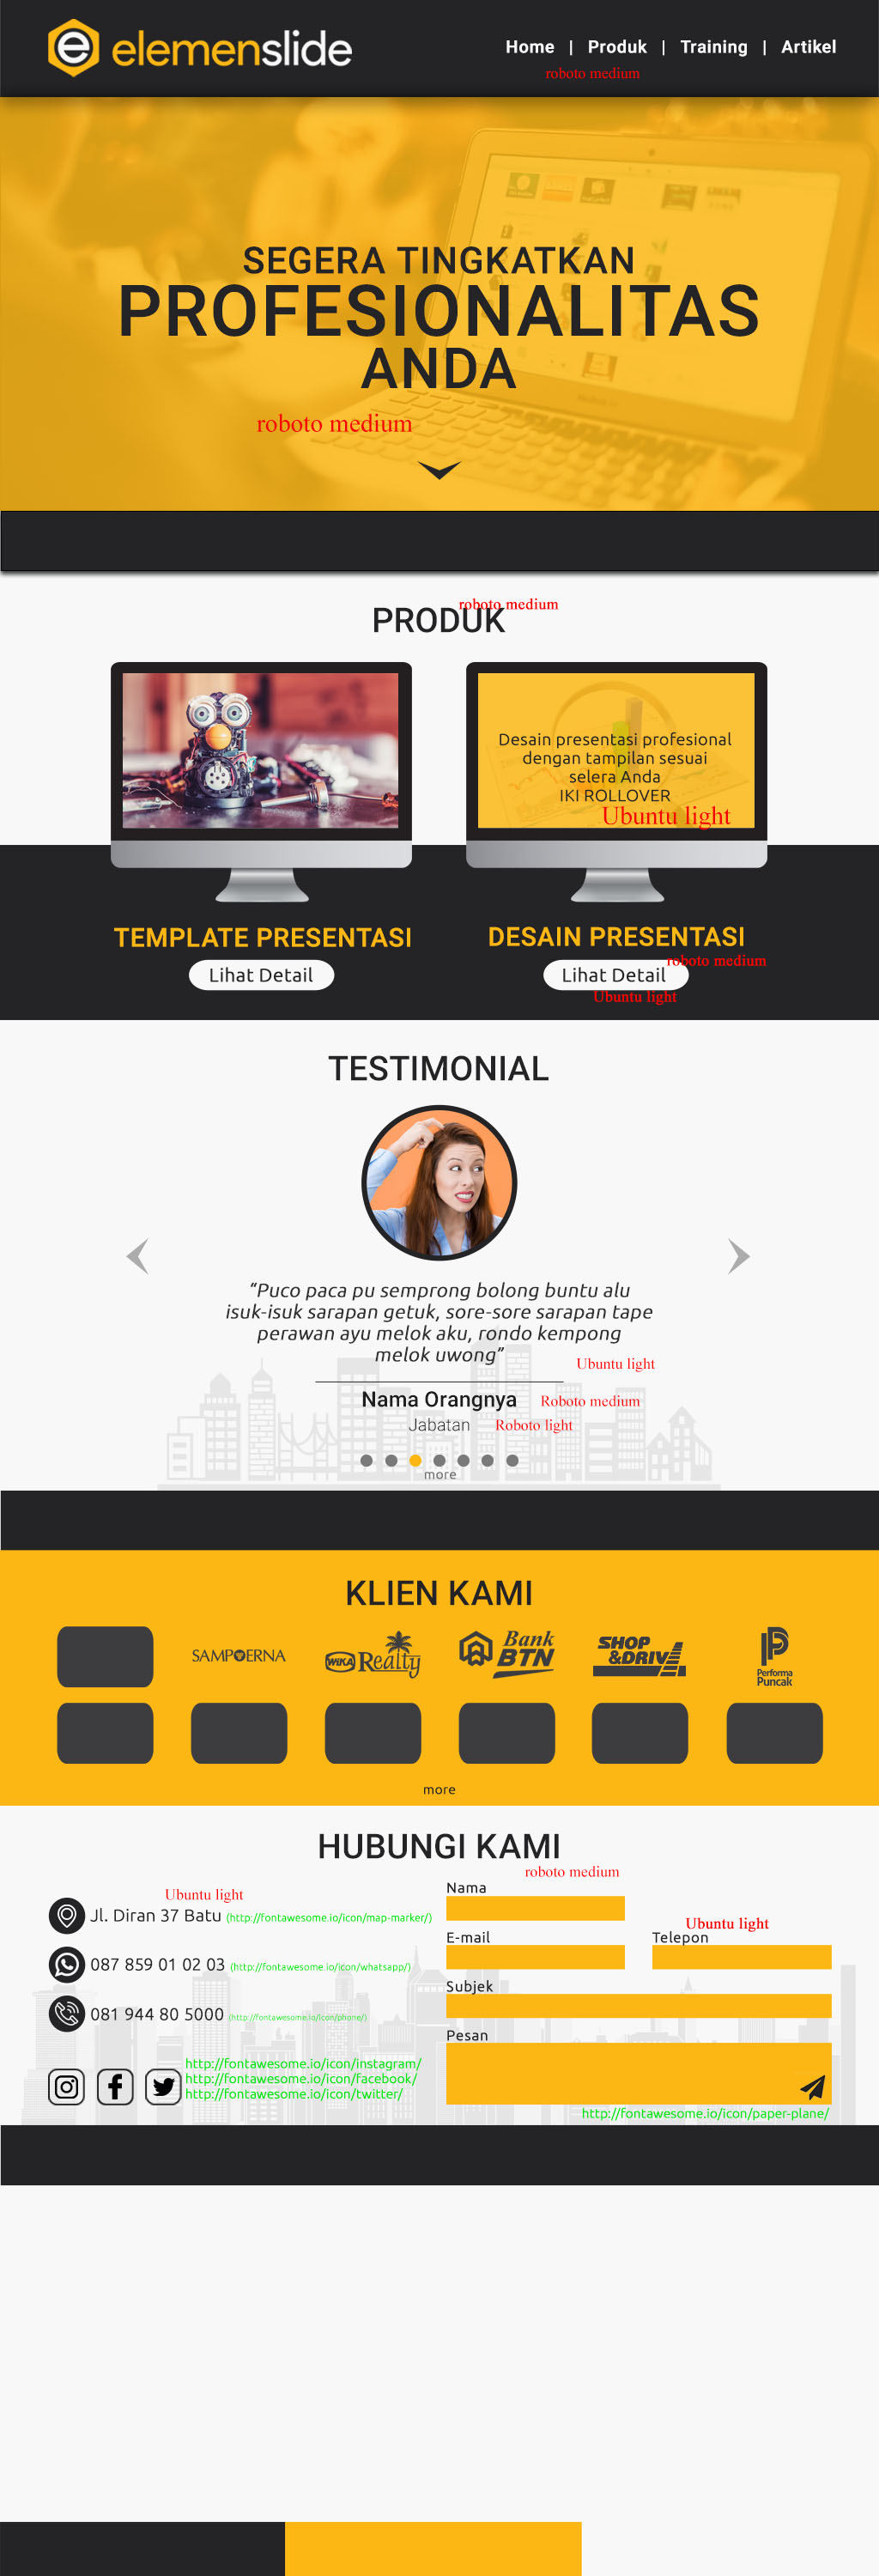 elemenslide
Home | Produk | Training | Artikel
roboto medium
SEGERA TINGKATKAN
PROFESIONALITAS
ANDA
roboto medium
roboto medium
PRODUK
Desain presentasi profesional
dengan tampilan sesuai
selera Anda
IKI ROLLOVER
Ubuntu light
TEMPLATE PRESENTASI
Lihat Detail
DESAIN PRESENTASI
roboto medium
Lihat Detail
Ubuntu light
TESTIMONIAL
“Puco paca pu semprong bolong buntu alu
isuk-isuk sarapan getuk, sore-sore sarapan tape
perawan ayu melok aku, rondo kempong
melok uwong”
Ubuntu light
Nama Orangnya
Roboto medium
Jabatan
Roboto light
more
KLIEN KAMI
SAMPOERNA
WIKA Realty
Bank
BTN
SHOP
&DRIVE
Performa
Puncak
more
HUBUNGI KAMI
roboto medium
Ubuntu light
Jl. Diran 37 Batu (http://fontawesome.io/icon/map-marker/)
087 859 01 02 03 (http://fontawesome.io/icon/whatsapp/)
081 944 80 5000 (http://fontawesome.io/icon/phone/)
http://fontawesome.io/icon/instagram/
http://fontawesome.io/icon/facebook/
http://fontawesome.io/icon/twitter/
Nama
Ubuntu light
E-mail
Telepon
Subjek
Pesan
http://fontawesome.io/icon/paper-plane/